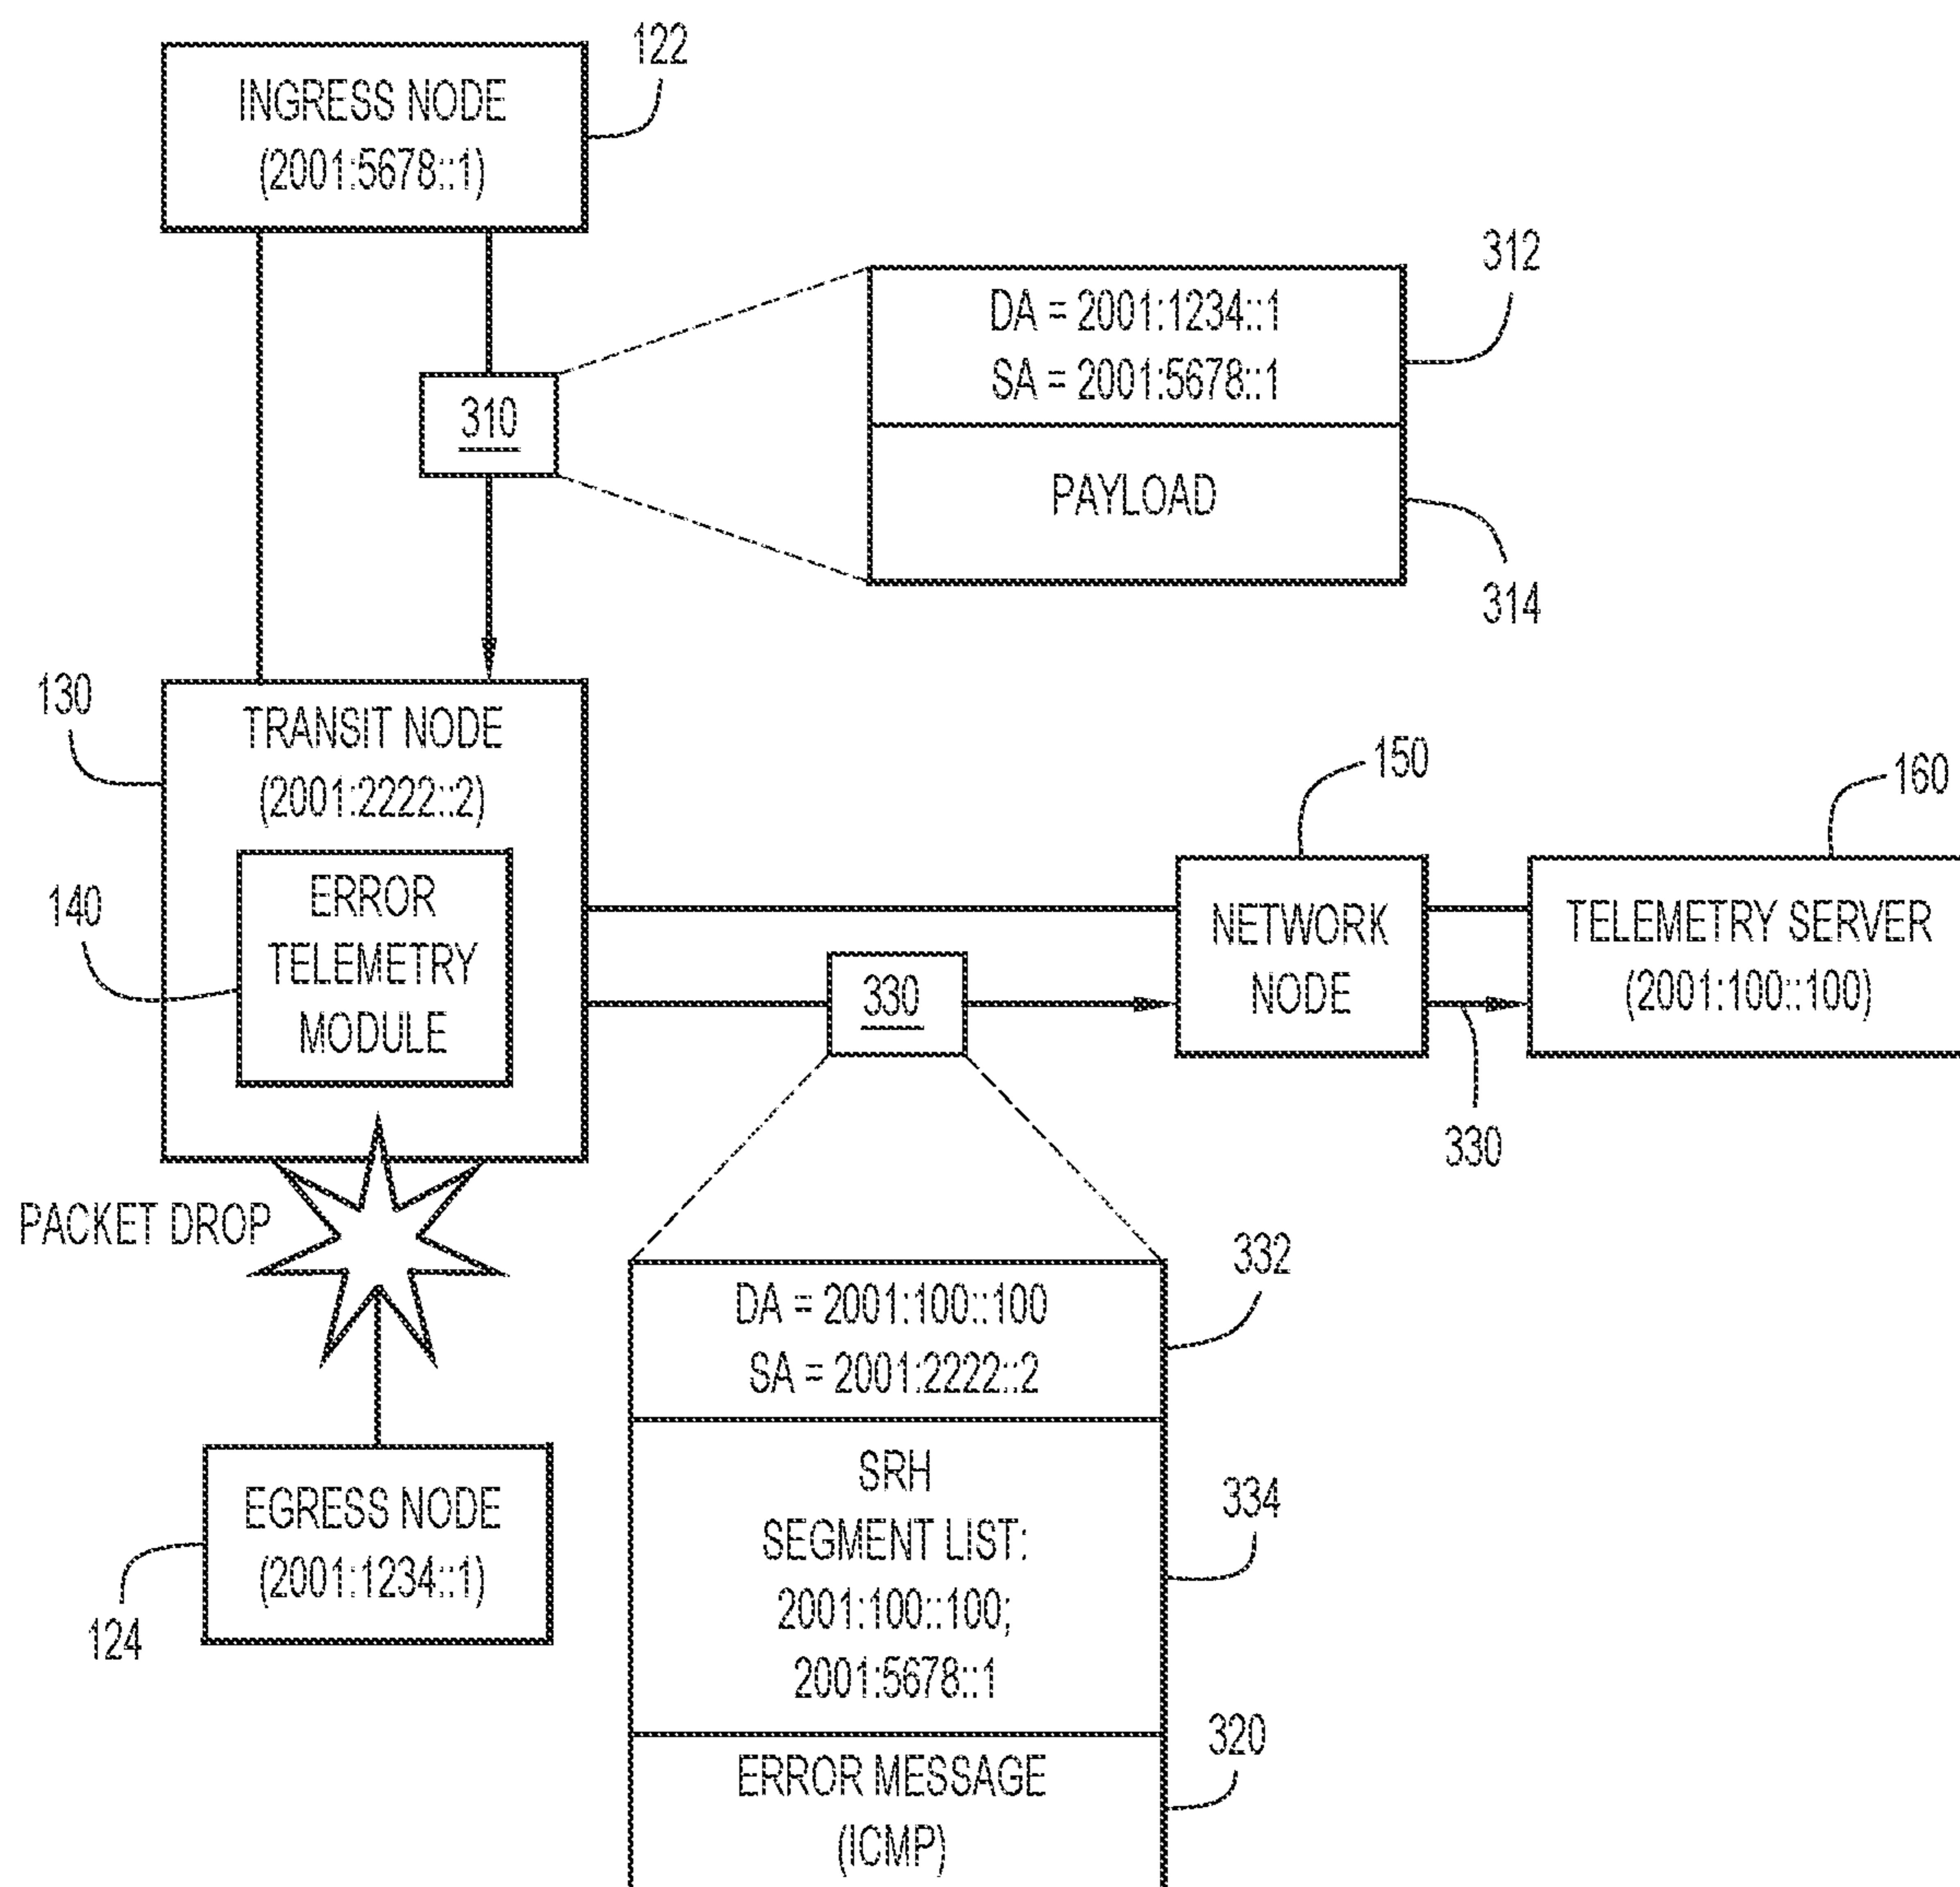 122
INGRESS NODE
(2001:5678::1)
312
DA = 2001:1234::1
SA = 2001:5678::1
310
PAYLOAD
314
130
TRANSIT NODE
(2001:2222::2)
150
160
140
ERROR
TELEMETRY
MODULE
NETWORK
NODE
TELEMETRY SERVER
(2001:100::100)
330
330
PACKET DROP
332
DA = 2001:100::100
SA = 2001:2222::2
SRH
SEGMENT LIST:
2001:100::100;
2001:5678::1
334
EGRESS NODE
(2001:1234::1)
124
320
ERROR MESSAGE
(ICMP)